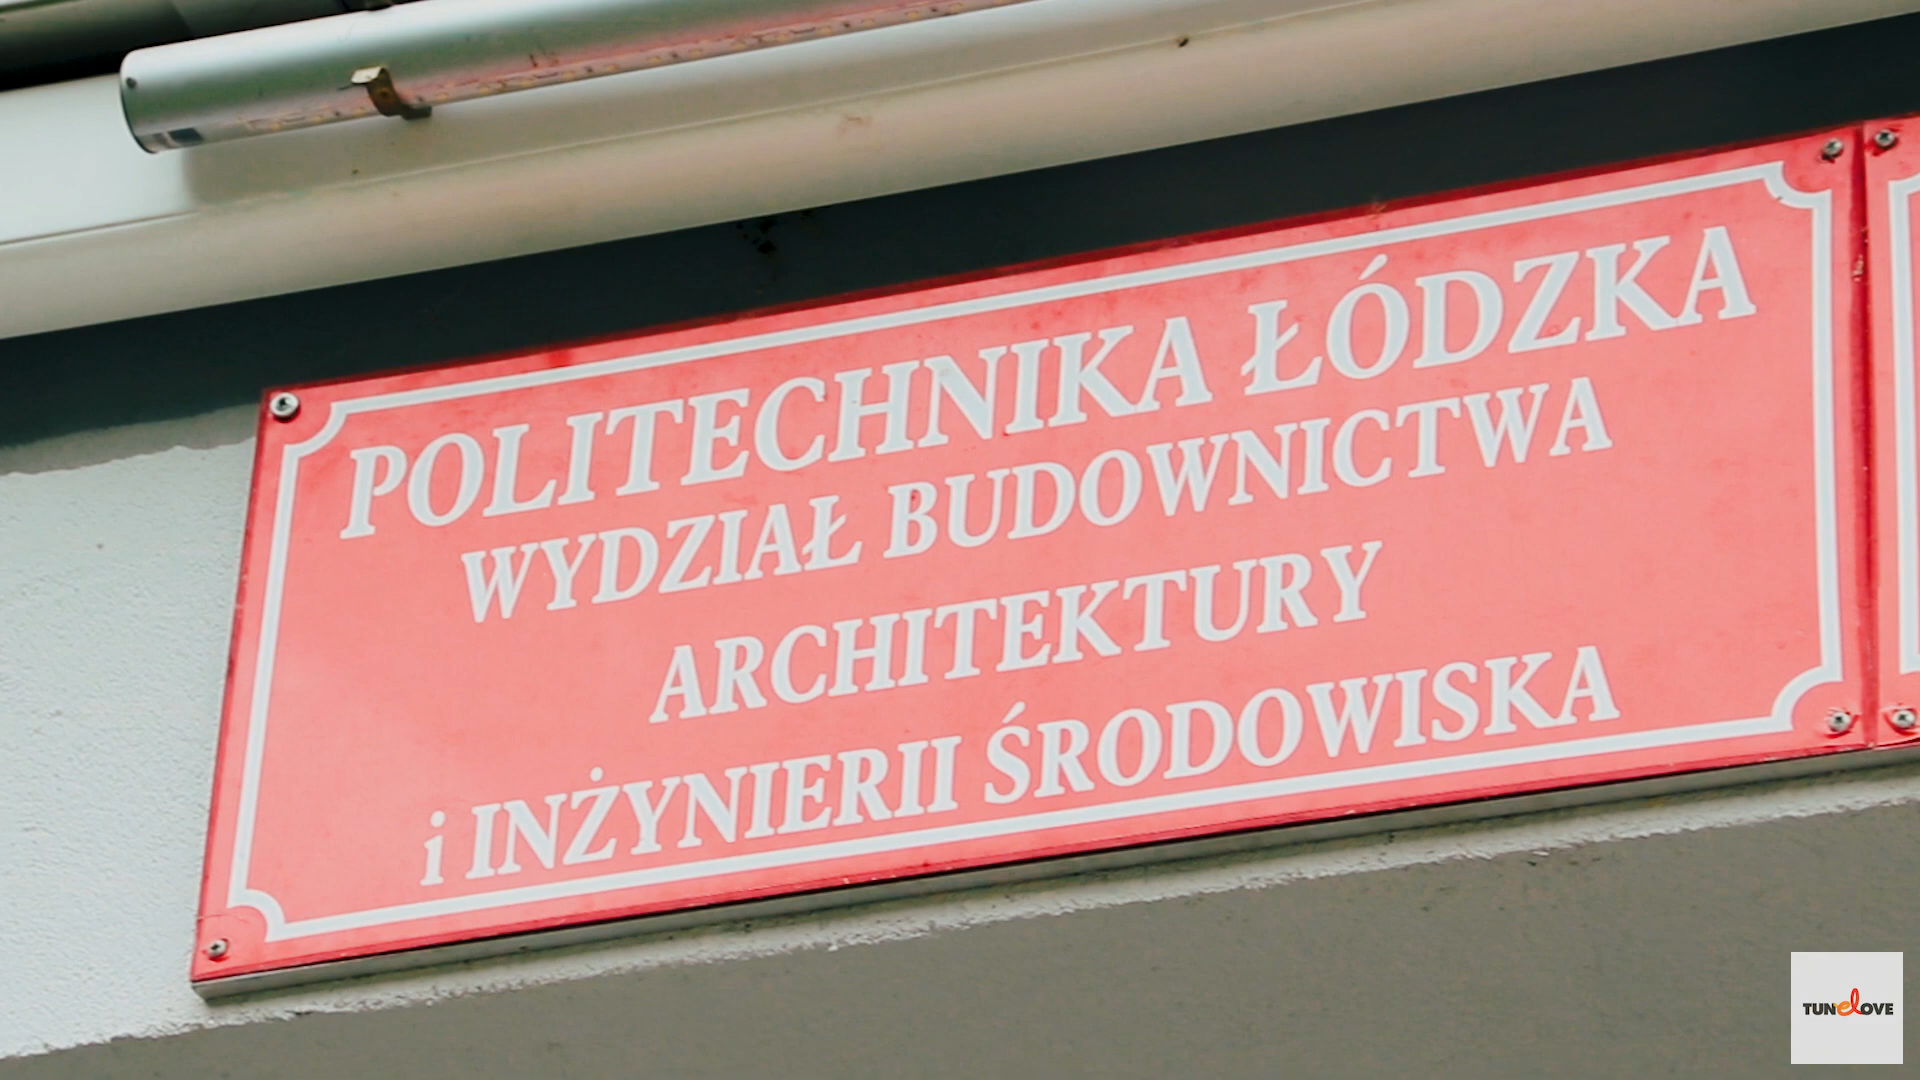 POLITECHNIKA ŁÓDZKA
WYDZIAŁ BUDOWNICTWA
ARCHITEKTURY
i INŻYNIERII ŚRODOWISKA
TUNELOVE